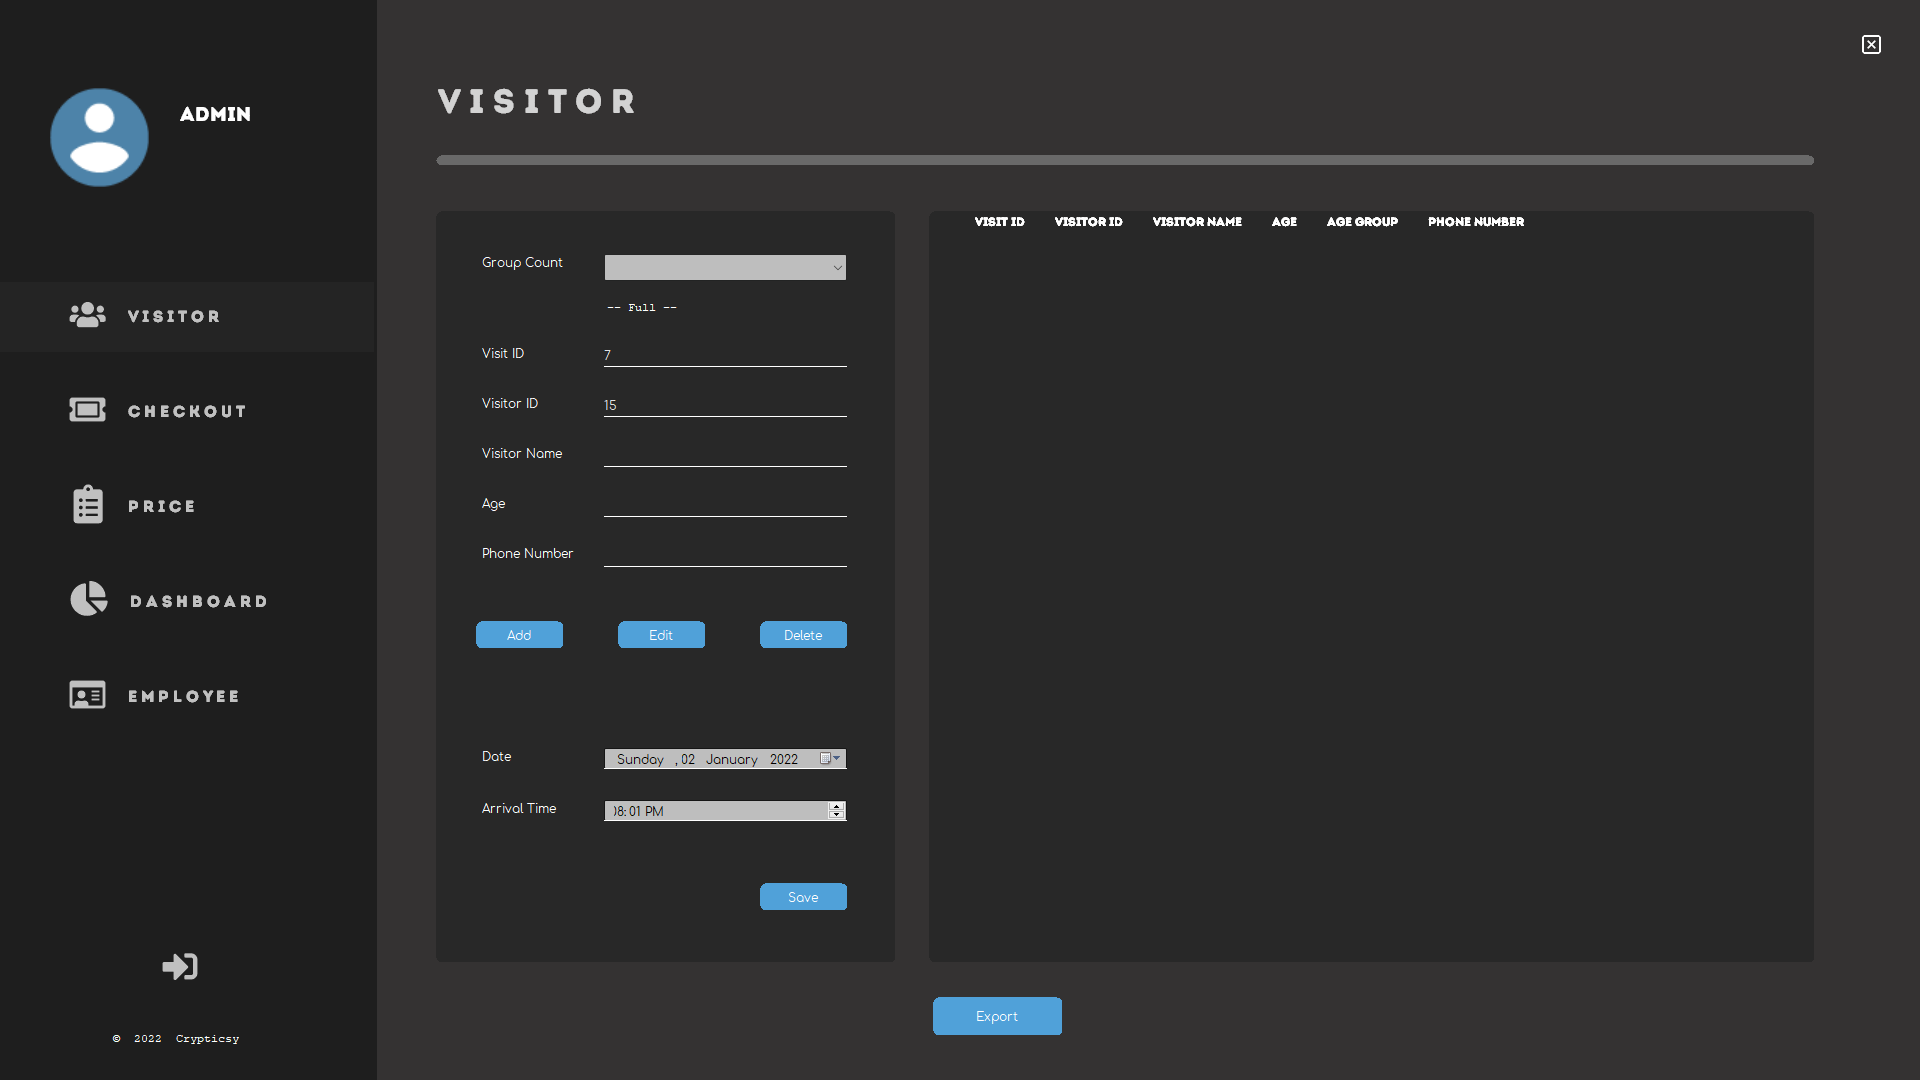 ADMIN
VISITOR
CHECKOUT
PRICE
DASHBOARD
EMPLOYEE
© 2022 Crypticsy
VISITOR
Group Count
-- Full --
Visit ID 7
Visitor ID 15
Visitor Name
Age
Phone Number
Add Edit Delete
Date Sunday , 02 January 2022
Arrival Time 08:01 PM
Save
VISIT ID VISITOR ID VISITOR NAME AGE AGE GROUP PHONE NUMBER
Export